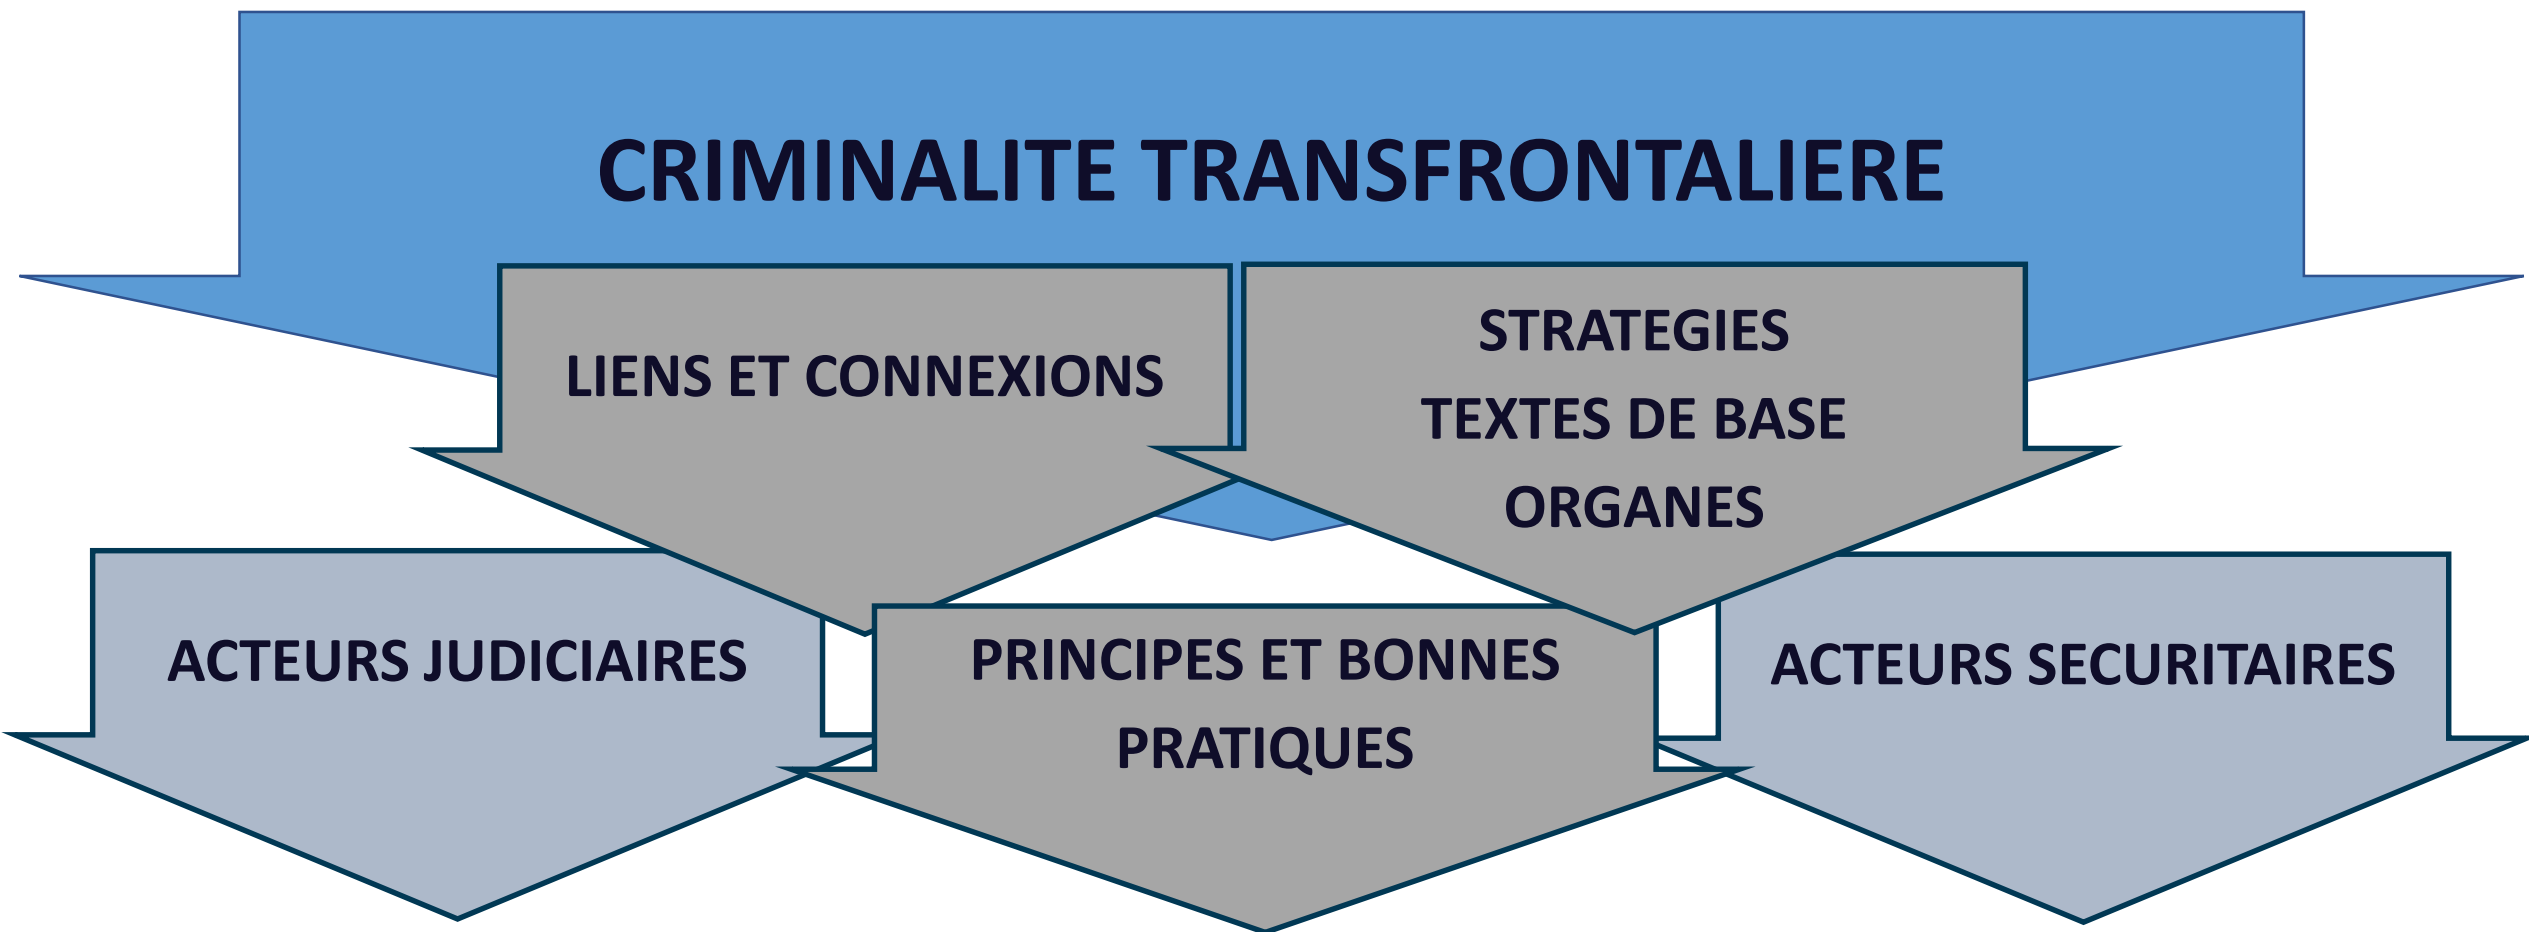 CRIMINALITE TRANSFRONTALIERE
LIENS ET CONNEXIONS
STRATEGIES
TEXTES DE BASE
ORGANES
ACTEURS JUDICIAIRES
PRINCIPES ET BONNES
PRATIQUES
ACTEURS SECURITAIRES